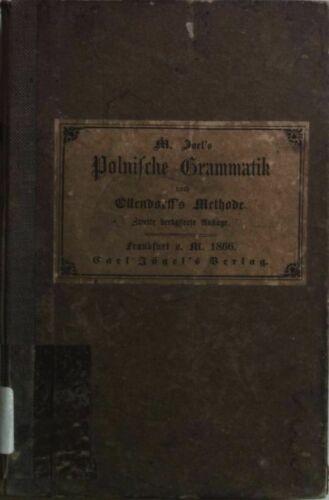 M. Joel's
Polnische Grammatik
nach
Ollendorff's Methode.
Zweite verbesserte Auflage.
Frankfurt a. M. 1866.
Carl Jügel's Verlag.